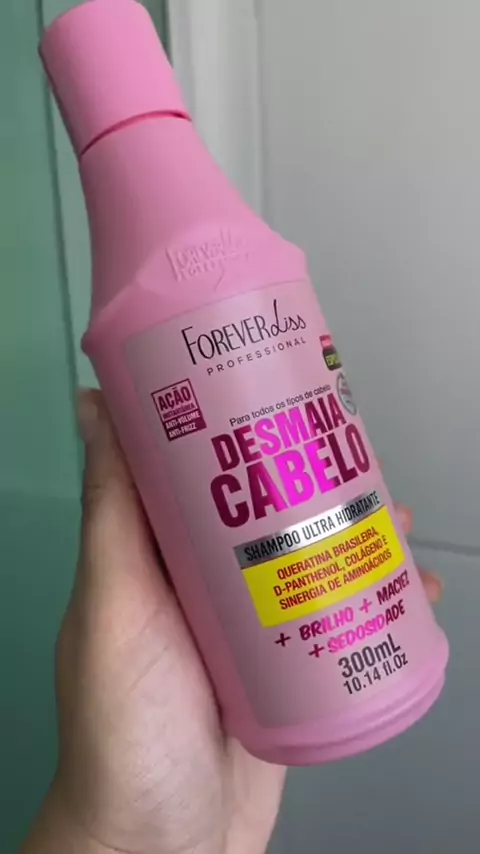 FOREVER Liss
PROFESSIONAL
AÇÃO
INSTANTÂNEA
ANTI-VOLUME
ANTI-FRIZZ
Para todos os tipos de cabelo
DESMAIA
CABELO
SHAMPOO ULTRA HIDRATANTE
QUERATINA BRASILEIRA,
D-PANTHENOL, COLÁGENO E
SINERGIA DE AMINOÁCIDOS
+ BRILHO + MACIEZ
+ SEDOSIDADE
300mL
10.14 fl.Oz